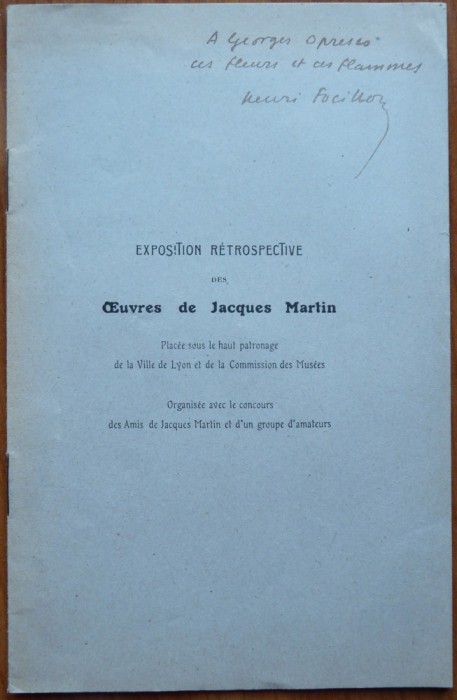 A Georges Opresco
ces fleurs et ces flammes
Henri Focillon
EXPOSITION RÉTROSPECTIVE
DES
Œuvres de Jacques Martin
Placée sous le haut patronage
de la Ville de Lyon et de la Commission des Musées
Organisée avec le concours
des Amis de Jacques Martin et d'un groupe d'amateurs